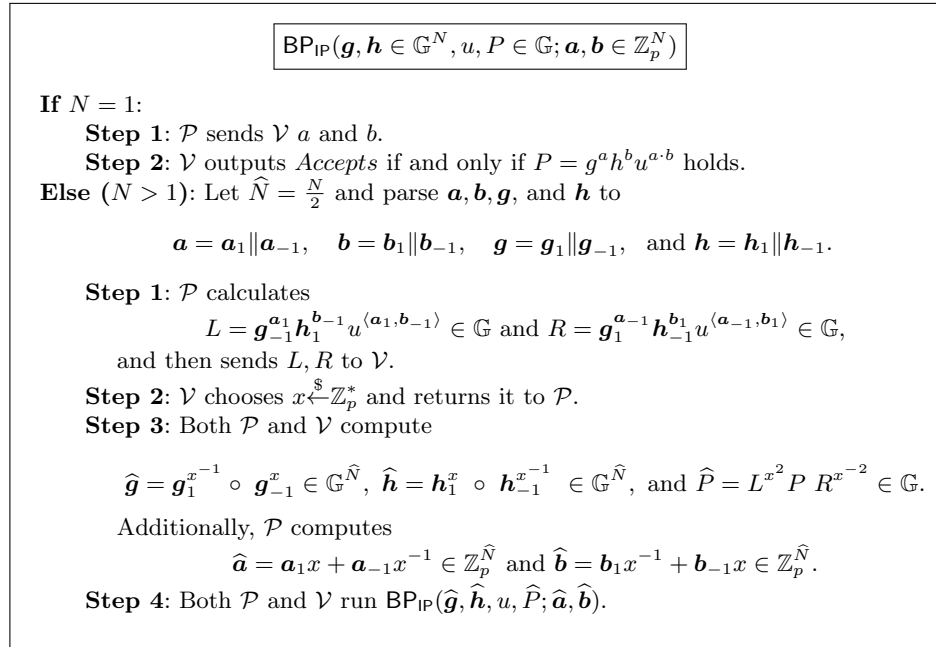 BP_IP(g, h ∈ 𝔾^N, u, P ∈ 𝔾; a, b ∈ ℤ_p^N)
If N = 1:
Step 1: 𝒫 sends 𝒱 a and b.
Step 2: 𝒱 outputs Accepts if and only if P = g^a h^b u^{a·b} holds.
Else (N > 1): Let N̂ = N/2 and parse a, b, g, and h to
a = a_1‖a_{−1}, b = b_1‖b_{−1}, g = g_1‖g_{−1}, and h = h_1‖h_{−1}.
Step 1: 𝒫 calculates
L = g_{−1}^{a_1} h_1^{b_{−1}} u^{⟨a_1,b_{−1}⟩} ∈ 𝔾 and R = g_1^{a_{−1}} h_{−1}^{b_1} u^{⟨a_{−1},b_1⟩} ∈ 𝔾,
and then sends L, R to 𝒱.
Step 2: 𝒱 chooses x ←$ ℤ_p^* and returns it to 𝒫.
Step 3: Both 𝒫 and 𝒱 compute
ĝ = g_1^{x^{−1}} ∘ g_{−1}^x ∈ 𝔾^{N̂}, ĥ = h_1^x ∘ h_{−1}^{x^{−1}} ∈ 𝔾^{N̂}, and P̂ = L^{x^2} P R^{x^{−2}} ∈ 𝔾.
Additionally, 𝒫 computes
â = a_1x + a_{−1}x^{−1} ∈ ℤ_p^{N̂} and b̂ = b_1x^{−1} + b_{−1}x ∈ ℤ_p^{N̂}.
Step 4: Both 𝒫 and 𝒱 run BP_IP(ĝ, ĥ, u, P̂; â, b̂).